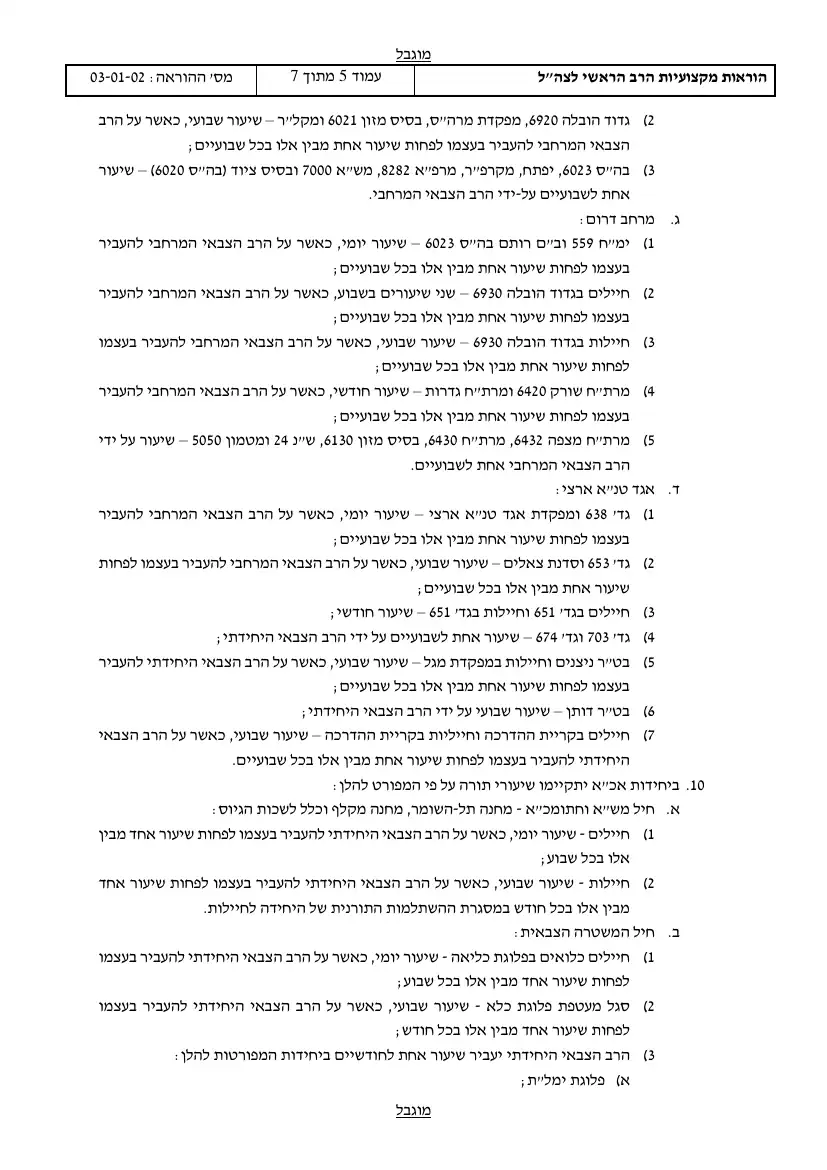 מוגבל
הוראות מקצועיות הרב הראשי לצה״ל עמוד 5 מתוך 7 מס׳ ההוראה: 03-01-02
2) גדוד הובלה 6920, מפקדת מרה״ס, בסיס מזון 6021 ומקל״ר – שיעור שבועי, כאשר על הרב
הצבאי המרחבי להעביר בעצמו לפחות שיעור אחת מבין אלו בכל שבועיים;
3) בה״ס 6023, יפתח, מקרפ״ר, מרפ״א 8282, מש״א 7000 ובסיס ציוד (בה״ס 6020) – שיעור
אחת לשבועיים על-ידי הרב הצבאי המרחבי.
ג. מרחב דרום:
1) ימ״ח 559 וב״ם רותם בה״ס 6023 – שיעור יומי, כאשר על הרב הצבאי המרחבי להעביר
בעצמו לפחות שיעור אחת מבין אלו בכל שבועיים;
2) חיילים בגדוד הובלה 6930 – שני שיעורים בשבוע, כאשר על הרב הצבאי המרחבי להעביר
בעצמו לפחות שיעור אחת מבין אלו בכל שבועיים;
3) חיילות בגדוד הובלה 6930 – שיעור שבועי, כאשר על הרב הצבאי המרחבי להעביר בעצמו
לפחות שיעור אחת מבין אלו בכל שבועיים;
4) מרת״ח שורק 6420 ומרת״ח גדרות – שיעור חודשי, כאשר על הרב הצבאי המרחבי להעביר
בעצמו לפחות שיעור אחת מבין אלו בכל שבועיים;
5) מרת״ח מצפה 6432, מרת״ח 6430, בסיס מזון 6130, ש״נ 24 ומטמון 5050 – שיעור על ידי
הרב הצבאי המרחבי אחת לשבועיים.
ד. אגד טנ״א ארצי:
1) גד׳ 638 ומפקדת אגד טנ״א ארצי – שיעור יומי, כאשר על הרב הצבאי המרחבי להעביר
בעצמו לפחות שיעור אחת מבין אלו בכל שבועיים;
2) גד׳ 653 וסדנת צאלים – שיעור שבועי, כאשר על הרב הצבאי המרחבי להעביר בעצמו לפחות
שיעור אחת מבין אלו בכל שבועיים;
3) חיילים בגד׳ 651 וחיילות בגד׳ 651 – שיעור חודשי;
4) גד׳ 703 וגד׳ 674 – שיעור אחת לשבועיים על ידי הרב הצבאי היחידתי;
5) בט״ר ניצנים וחיילות במפקדת מגל – שיעור שבועי, כאשר על הרב הצבאי היחידתי להעביר
בעצמו לפחות שיעור אחת מבין אלו בכל שבועיים;
6) בט״ר דותן – שיעור שבועי על ידי הרב הצבאי היחידתי;
7) חיילים בקריית ההדרכה וחייליות בקריית ההדרכה – שיעור שבועי, כאשר על הרב הצבאי
היחידתי להעביר בעצמו לפחות שיעור אחת מבין אלו בכל שבועיים.
10. ביחידות אכ״א יתקיימו שיעורי תורה על פי המפורט להלן:
א. חיל מש״א וחתומכ״א - מחנה תל-השומר, מחנה מקלף וכלל לשכות הגיוס:
1) חיילים - שיעור יומי, כאשר על הרב הצבאי היחידתי להעביר בעצמו לפחות שיעור אחד מבין
אלו בכל שבוע;
2) חיילות - שיעור שבועי, כאשר על הרב הצבאי היחידתי להעביר בעצמו לפחות שיעור אחד
מבין אלו בכל חודש במסגרת ההשתלמות התורנית של היחידה לחיילות.
ב. חיל המשטרה הצבאית:
1) חיילים כלואים בפלוגת כליאה - שיעור יומי, כאשר על הרב הצבאי היחידתי להעביר בעצמו
לפחות שיעור אחד מבין אלו בכל שבוע;
2) סגל מעטפת פלוגת כלא - שיעור שבועי, כאשר על הרב הצבאי היחידתי להעביר בעצמו
לפחות שיעור אחד מבין אלו בכל חודש;
3) הרב הצבאי היחידתי יעביר שיעור אחת לחודשיים ביחידות המפורטות להלן:
א) פלוגת ימל״ת;
מוגבל